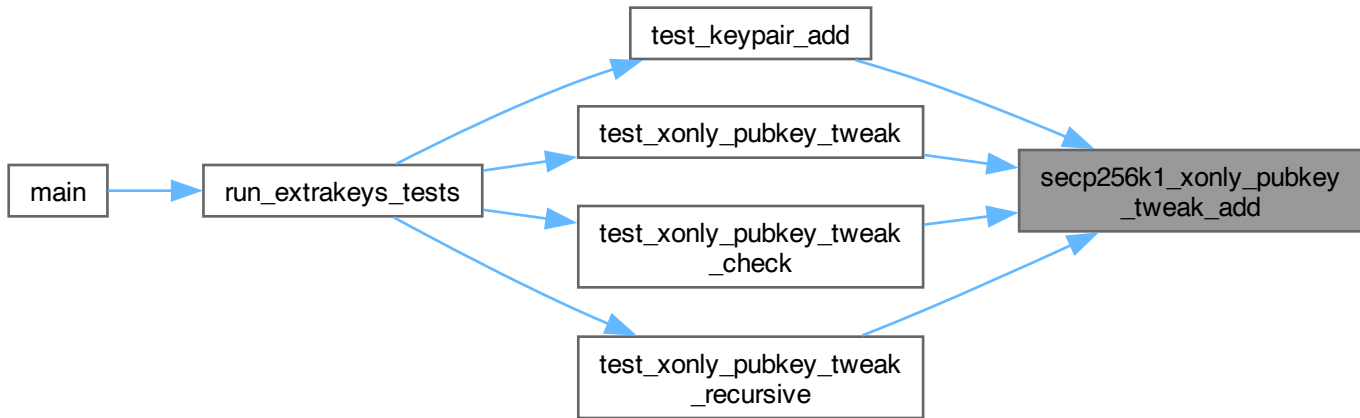 test_keypair_add
test_xonly_pubkey_tweak
main
run_extrakeys_tests
secp256k1_xonly_pubkey
_tweak_add
test_xonly_pubkey_tweak
_check
test_xonly_pubkey_tweak
_recursive